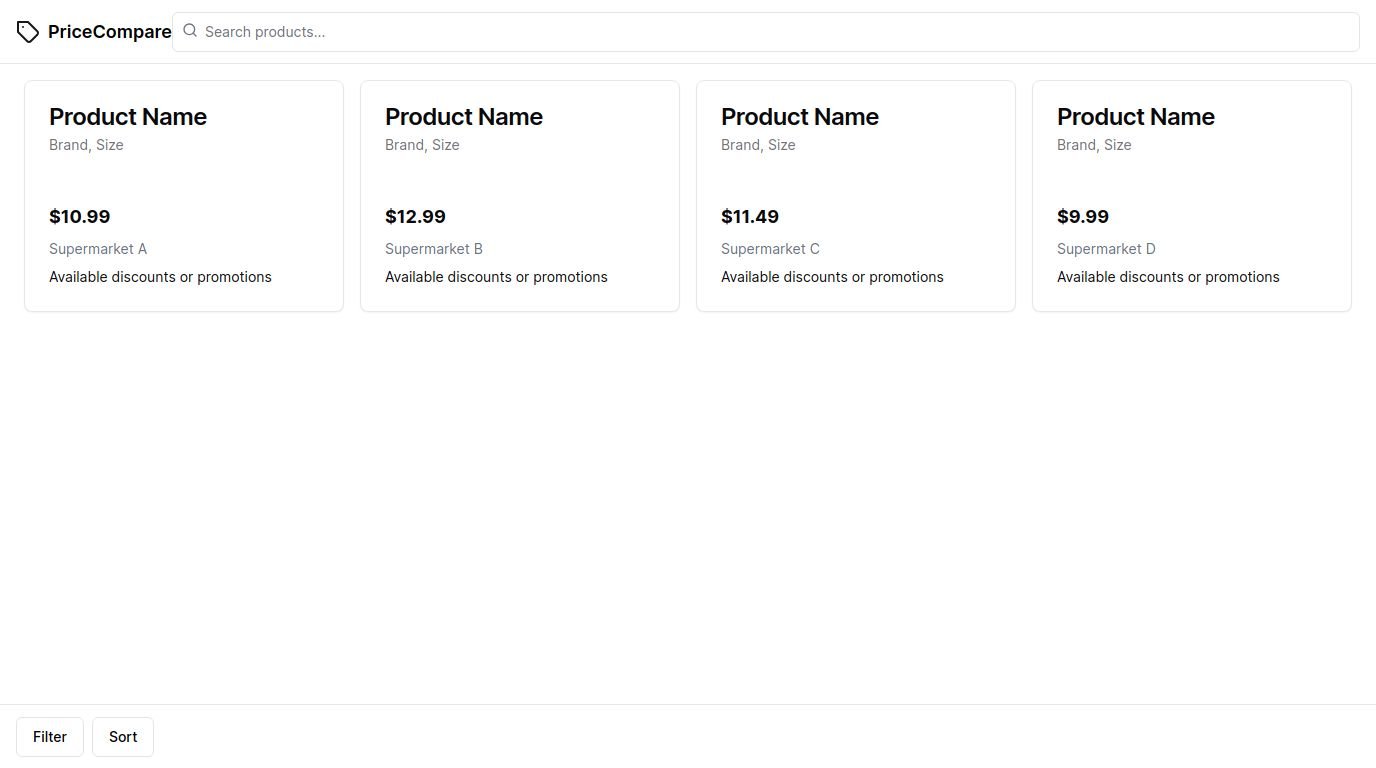 PriceCompare
Search products...
Product Name
Brand, Size
$10.99
Supermarket A
Available discounts or promotions
Product Name
Brand, Size
$12.99
Supermarket B
Available discounts or promotions
Product Name
Brand, Size
$11.49
Supermarket C
Available discounts or promotions
Product Name
Brand, Size
$9.99
Supermarket D
Available discounts or promotions
Filter
Sort